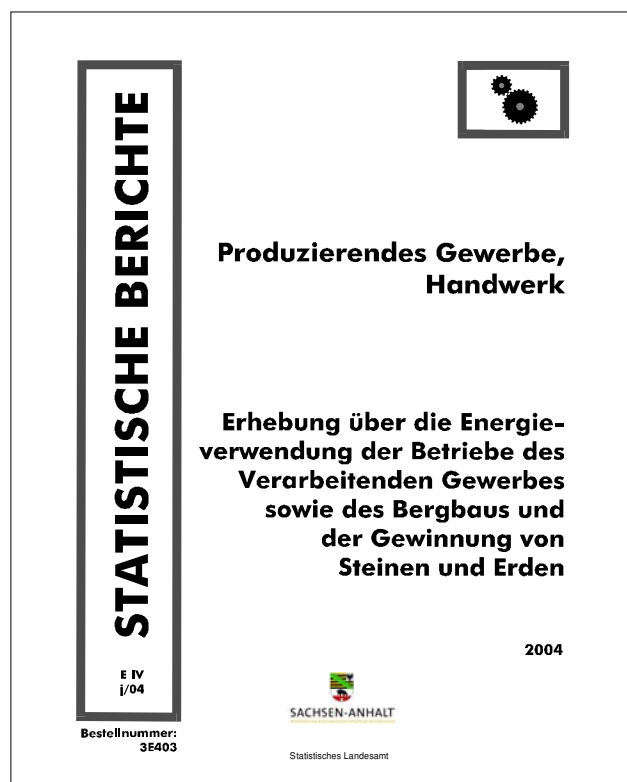 STATISTISCHE BERICHTE
Produzierendes Gewerbe,
Handwerk
Erhebung über die Energie-
verwendung der Betriebe des
Verarbeitenden Gewerbes
sowie des Bergbaus und
der Gewinnung von
Steinen und Erden
2004
E IV
j/04
Bestellnummer:
3E403
SACHSEN-ANHALT
Statistisches Landesamt